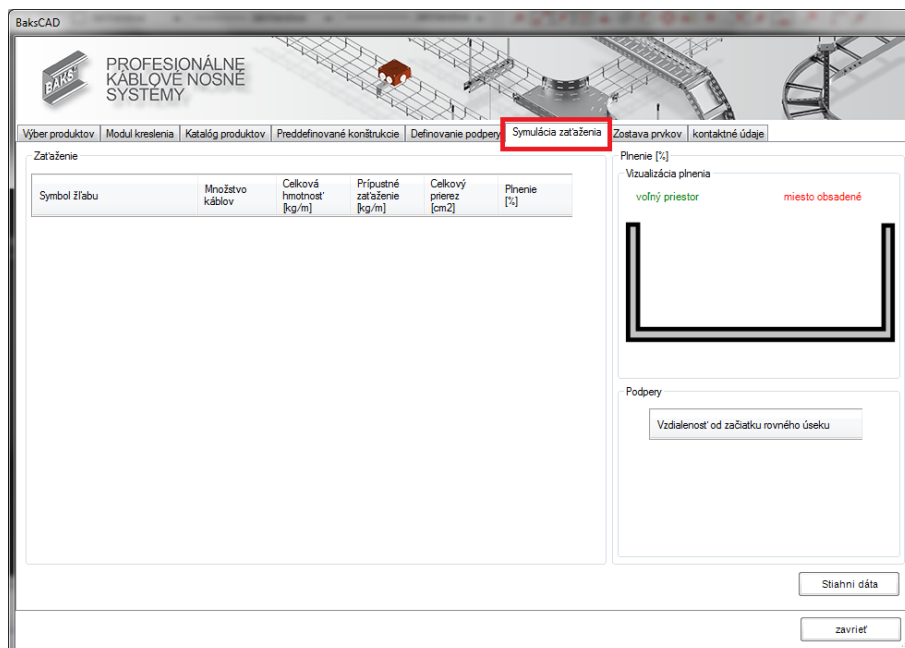 BaksCAD
BAKS
PROFESIONÁLNE
KÁBLOVÉ NOSNÉ
SYSTÉMY
Výber produktov Modul kreslenia Katalóg produktov Preddefinované konštrukcie Definovanie podpery Symulácia zaťaženia Zostava prvkov kontaktné údaje
Zaťaženie
Symbol žľabu
Množstvo
káblov
Celková
hmotnosť
[kg/m]
Prípustné
zaťaženie
[kg/m]
Celkový
prierez
[cm2]
Plnenie
[%]
Plnenie [%]
Vizualizácia plnenia
voľný priestor
miesto obsadené
Podpery
Vzdialenosť od začiatku rovného úseku
Stiahni dáta
zavrieť